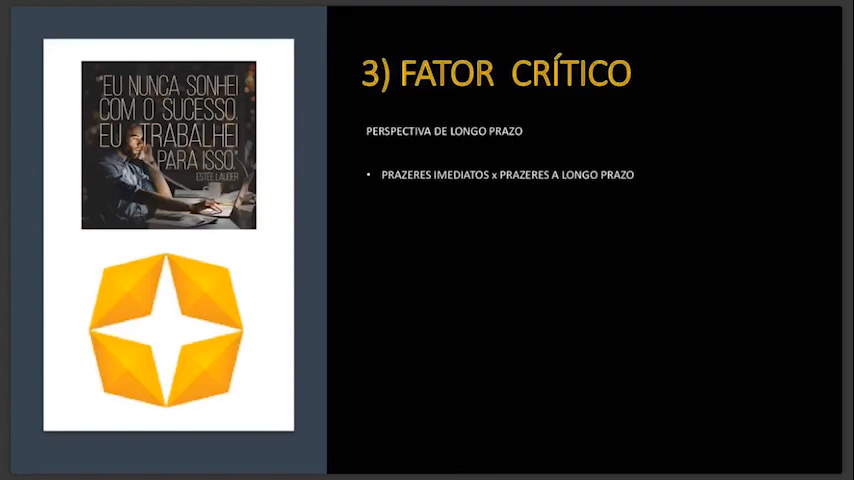 "EU NUNCA SONHEI
COM O SUCESSO.
EU TRABALHEI
PARA ISSO."
ESTÉE LAUDER
3) FATOR CRÍTICO
PERSPECTIVA DE LONGO PRAZO
• PRAZERES IMEDIATOS x PRAZERES A LONGO PRAZO